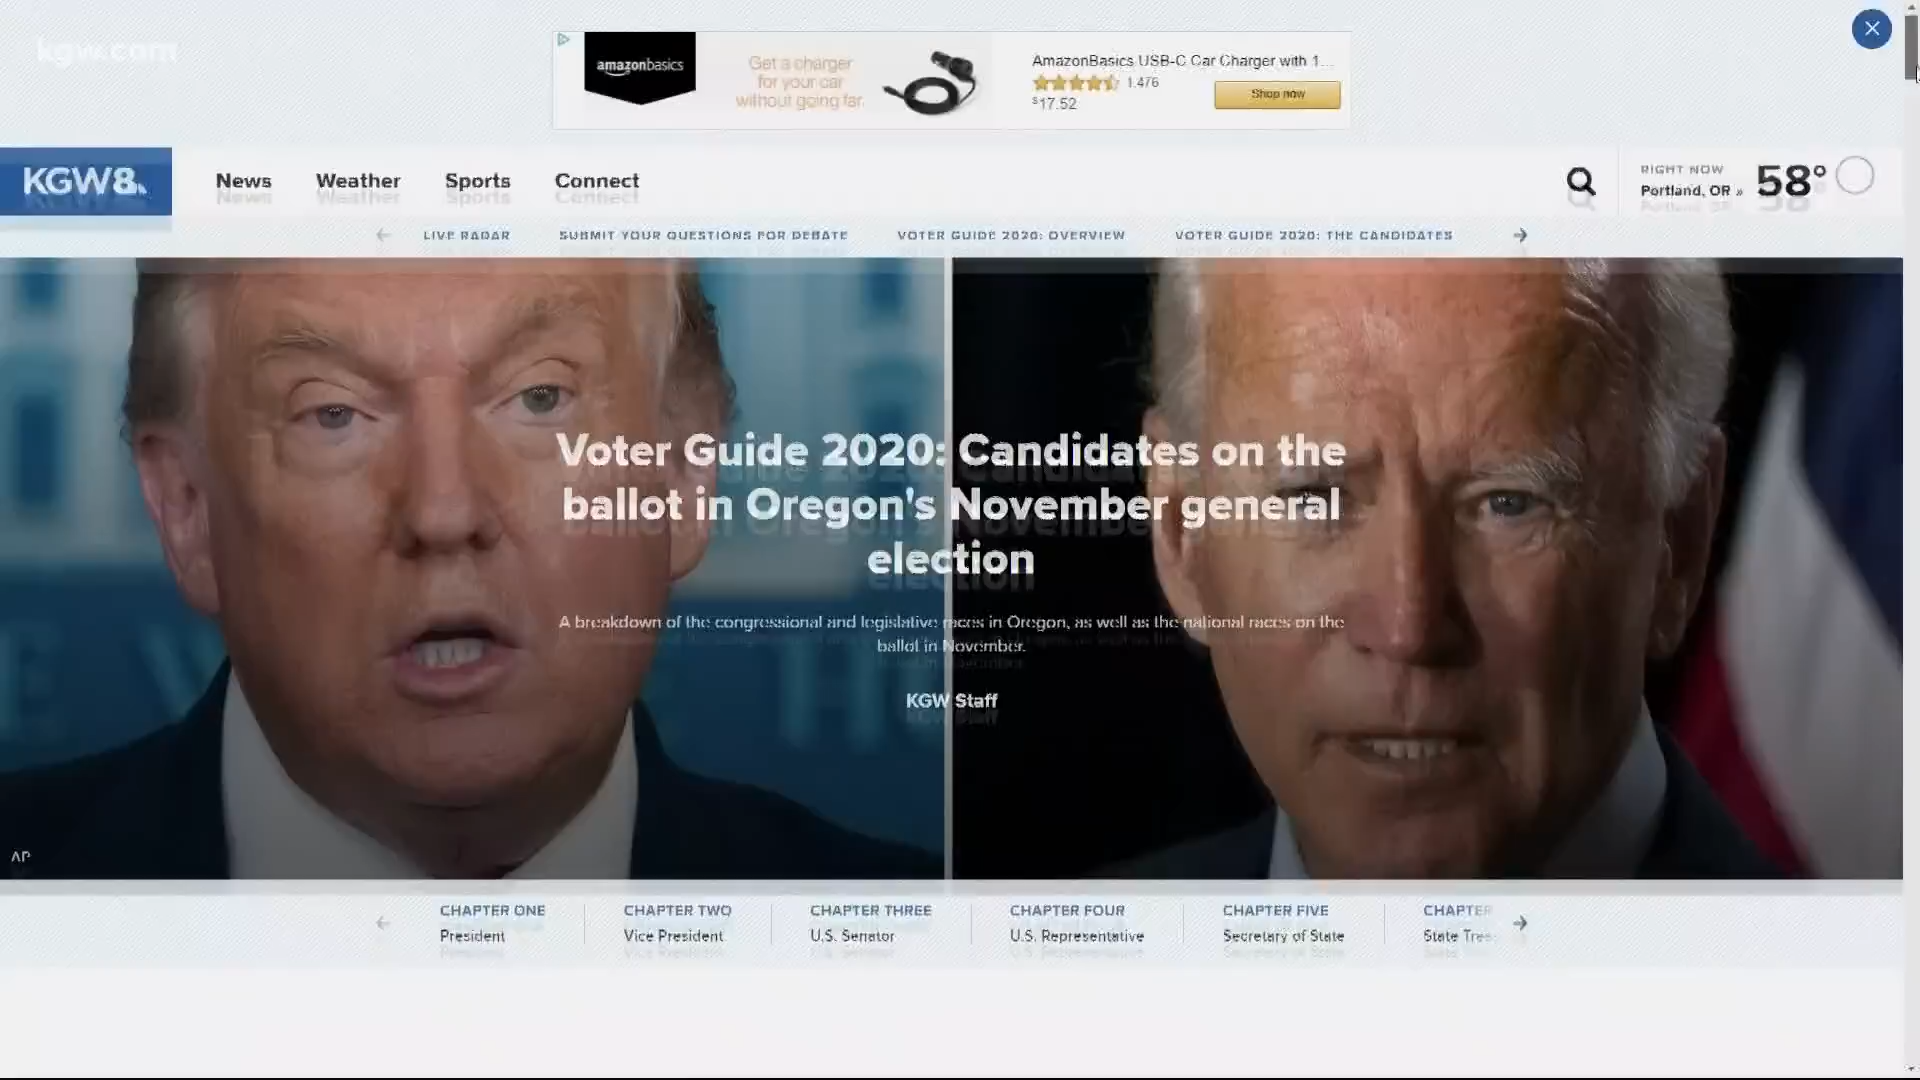 kgw.com
amazonbasics
Get a charger
for your car
without going far.
AmazonBasics USB-C Car Charger with 1...
1,476
$17.52
Shop now
KGW8
News Weather Sports Connect
RIGHT NOW
Portland, OR »
58°
LIVE RADAR SUBMIT YOUR QUESTIONS FOR DEBATE VOTER GUIDE 2020: OVERVIEW VOTER GUIDE 2020: THE CANDIDATES
Voter Guide 2020: Candidates on the
ballot in Oregon's November general
election
A breakdown of the congressional and legislative races in Oregon, as well as the national races on the
ballot in November.
KGW Staff
AP
CHAPTER ONE CHAPTER TWO CHAPTER THREE CHAPTER FOUR CHAPTER FIVE CHAPTER
President Vice President U.S. Senator U.S. Representative Secretary of State State Tree